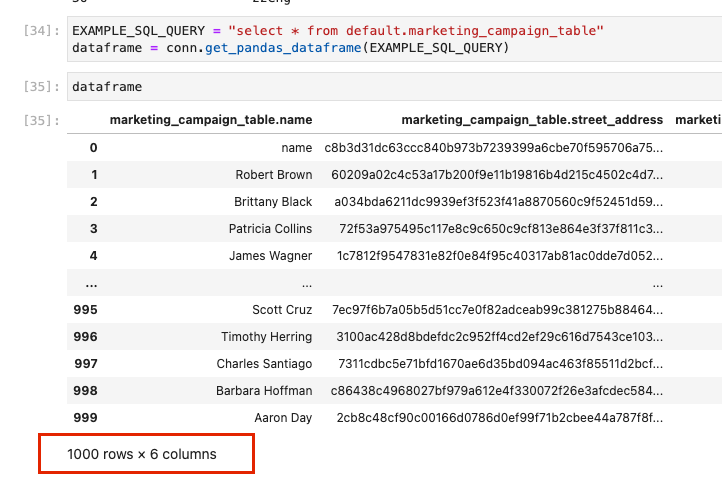 [34]: EXAMPLE_SQL_QUERY = "select * from default.marketing_campaign_table"
dataframe = conn.get_pandas_dataframe(EXAMPLE_SQL_QUERY)
[35]: dataframe
[35]: marketing_campaign_table.name marketing_campaign_table.street_address marketi
0 name c8b3d31dc63ccc840b973b7239399a6cbe70f595706a75...
1 Robert Brown 60209a02c4c53a17b200f9e11b19816b4d215c4502c4d7...
2 Brittany Black a034bda6211dc9939ef3f523f41a8870560c9f52451d59...
3 Patricia Collins 72f53a975495c117e8c9c650c9cf813e864e3f37f811c3...
4 James Wagner 1c7812f9547831e82f0e84f95c40317ab81ac0dde7d052...
... ... ...
995 Scott Cruz 7ec97f6b7a05b5d51cc7e0f82adceab99c381275b88464...
996 Timothy Herring 3100ac428d8bdefdc2c952ff4cd2ef29c616d7543ce103...
997 Charles Santiago 7311cdbc5e71bfd1670ae6d35bd094ac463f85511d2bcf...
998 Barbara Hoffman c86438c4968027bf979a612e4f330072f26e3afcdec584...
999 Aaron Day 2cb8c48cf90c00166d0786d0ef99f71b2cbee44a787f8f...
1000 rows × 6 columns